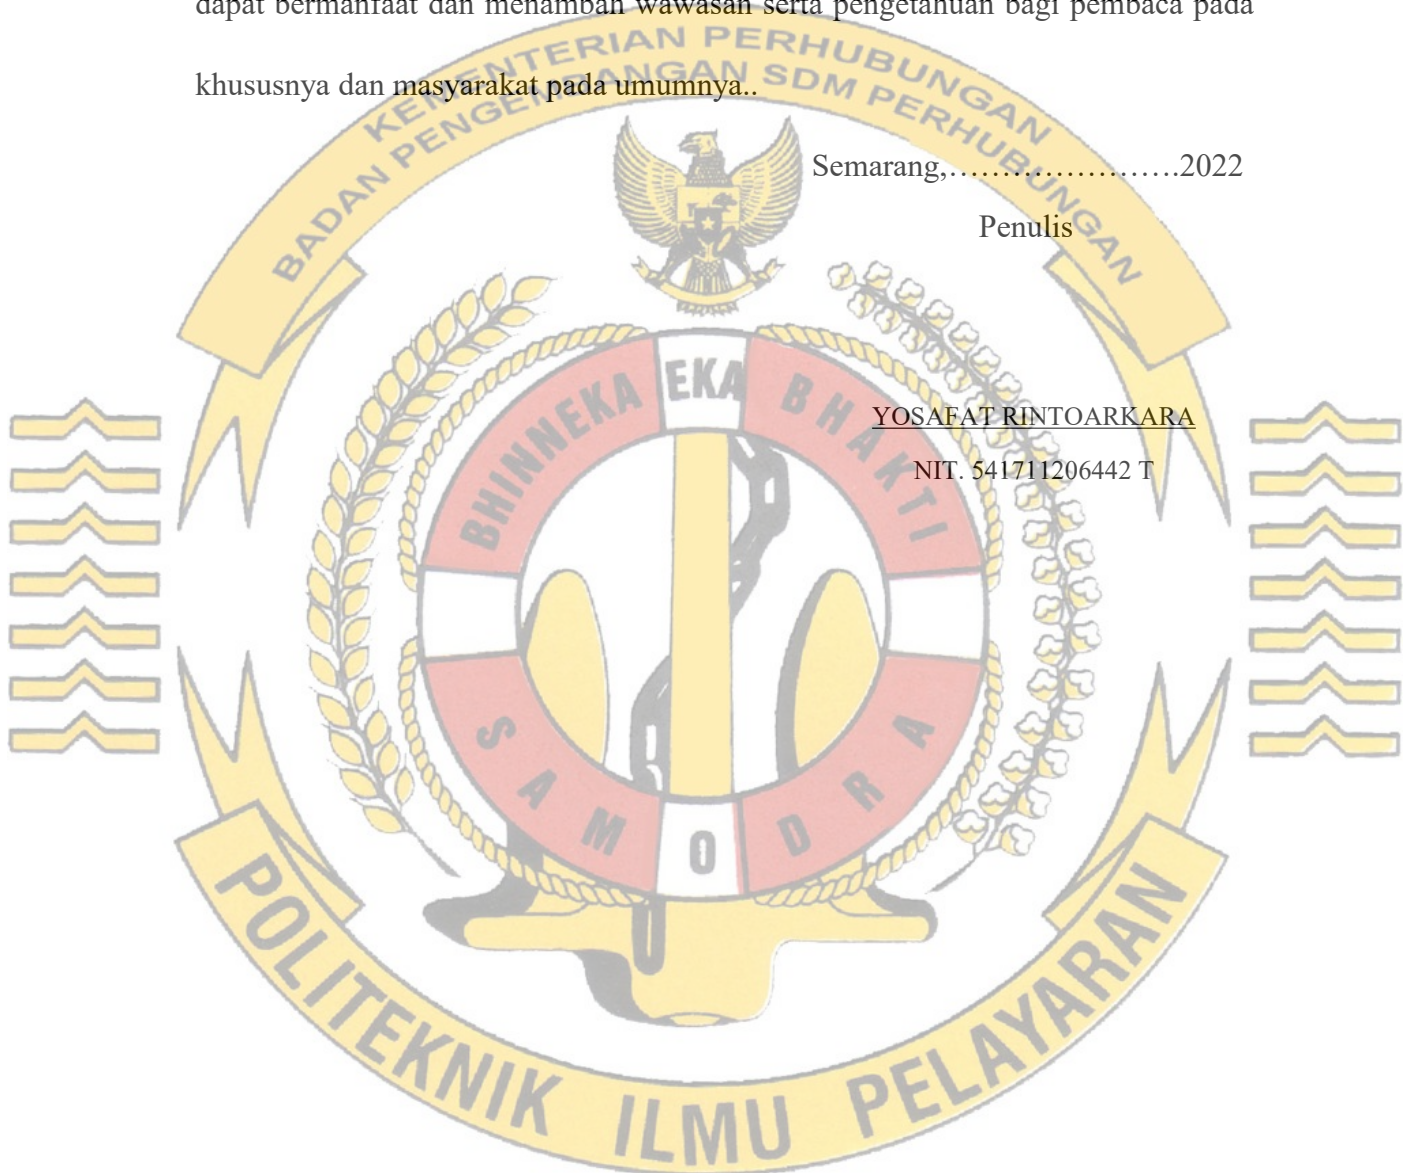 dapat bermanfaat dan menambah wawasan serta pengetahuan bagi pembaca pada
khususnya dan masyarakat pada umumnya..
KEMENTERIAN PERHUBUNGAN
BADAN PENGEMBANGAN SDM PERHUBUNGAN
Semarang,......................2022
Penulis
YOSAFAT RINTOARKARA
NIT. 541711206442 T
BHINNEKA EKA BHAKTI
SAMODRA
POLITEKNIK ILMU PELAYARAN